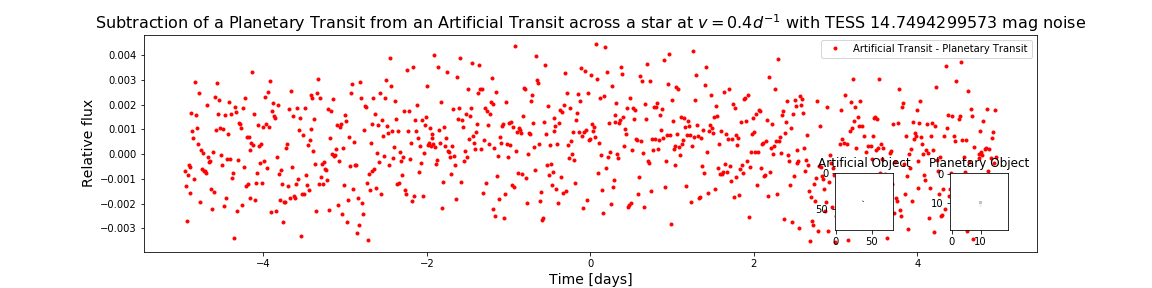 Subtraction of a Planetary Transit from an Artificial Transit across a star at v = 0.4d⁻¹ with TESS 14.7494299573 mag noise
Artificial Transit - Planetary Transit
Relative flux
0.004
0.003
0.002
0.001
0.000
−0.001
−0.002
−0.003
Artificial Object
0
50
0 50
Planetary Object
0
10
0 10
−4 −2 0 2 4
Time [days]